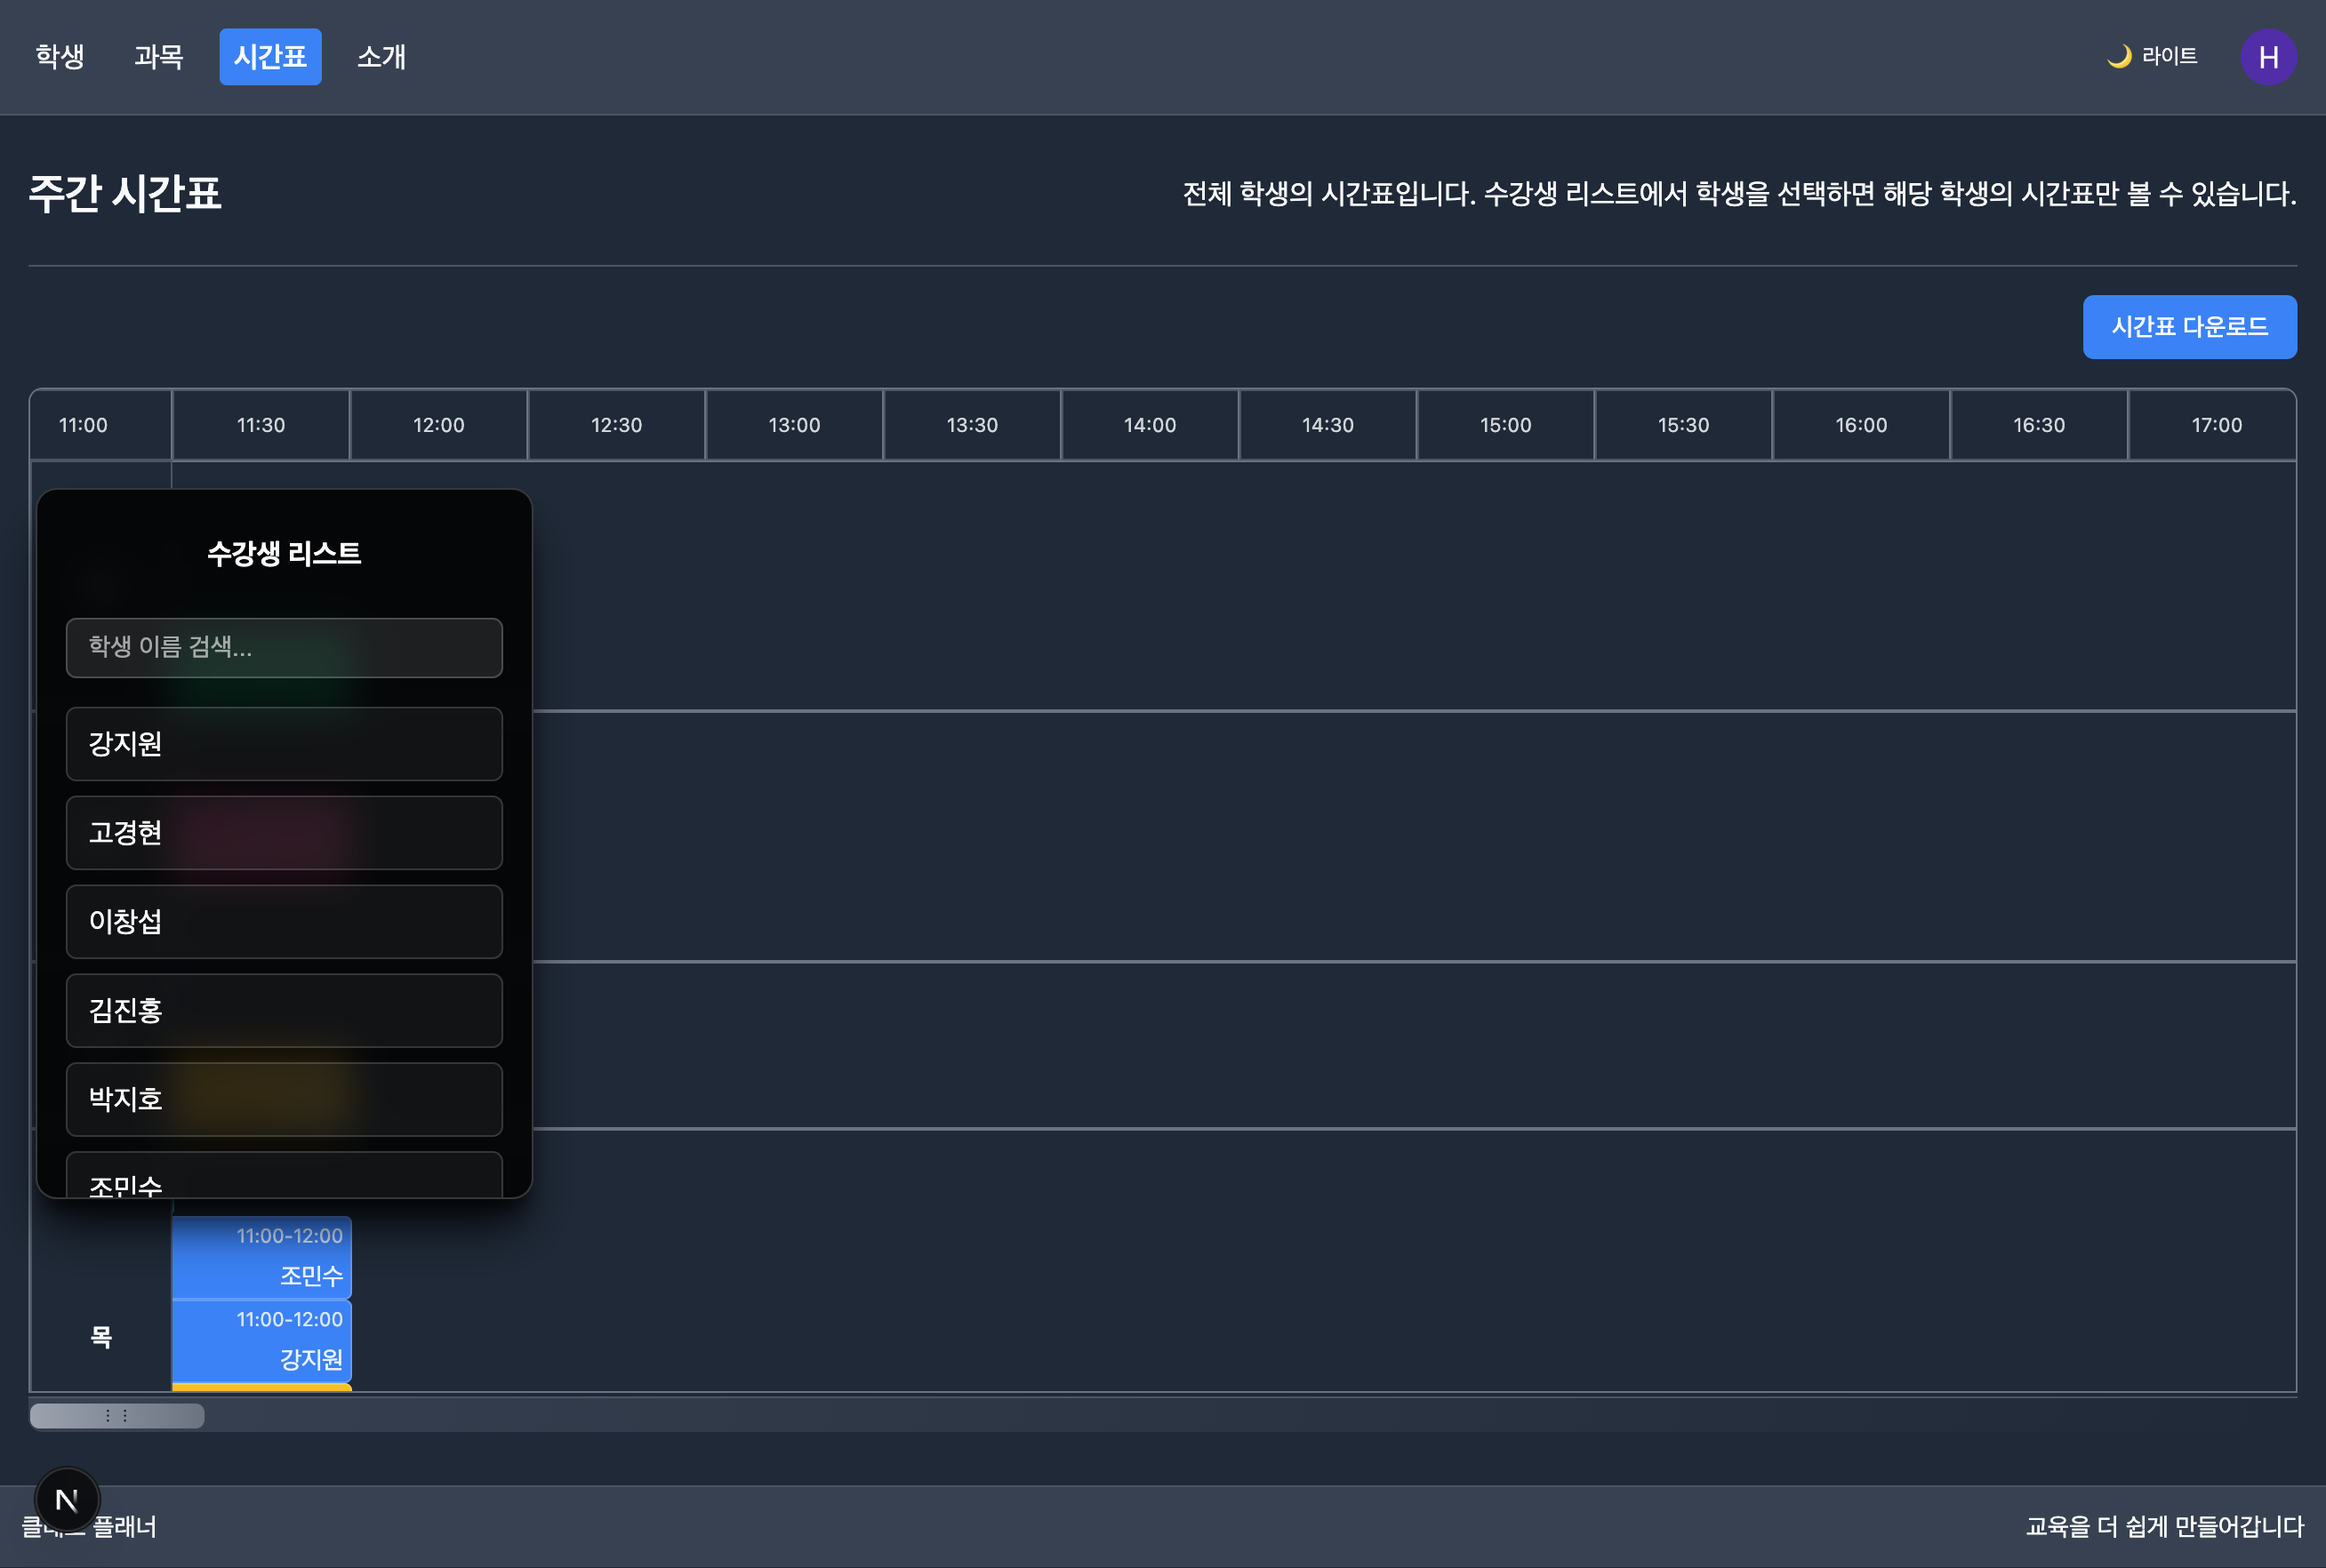 학생 과목 시간표 소개
🌙 라이트 H
주간 시간표
전체 학생의 시간표입니다. 수강생 리스트에서 학생을 선택하면 해당 학생의 시간표만 볼 수 있습니다.
시간표 다운로드
11:00 11:30 12:00 12:30 13:00 13:30 14:00 14:30 15:00 15:30 16:00 16:30 17:00
수강생 리스트
학생 이름 검색...
강지원
고경현
이창섭
김진홍
박지호
조민수
11:00-12:00
조민수
11:00-12:00
목
강지원
N
플래너
교육을 더 쉽게 만들어갑니다